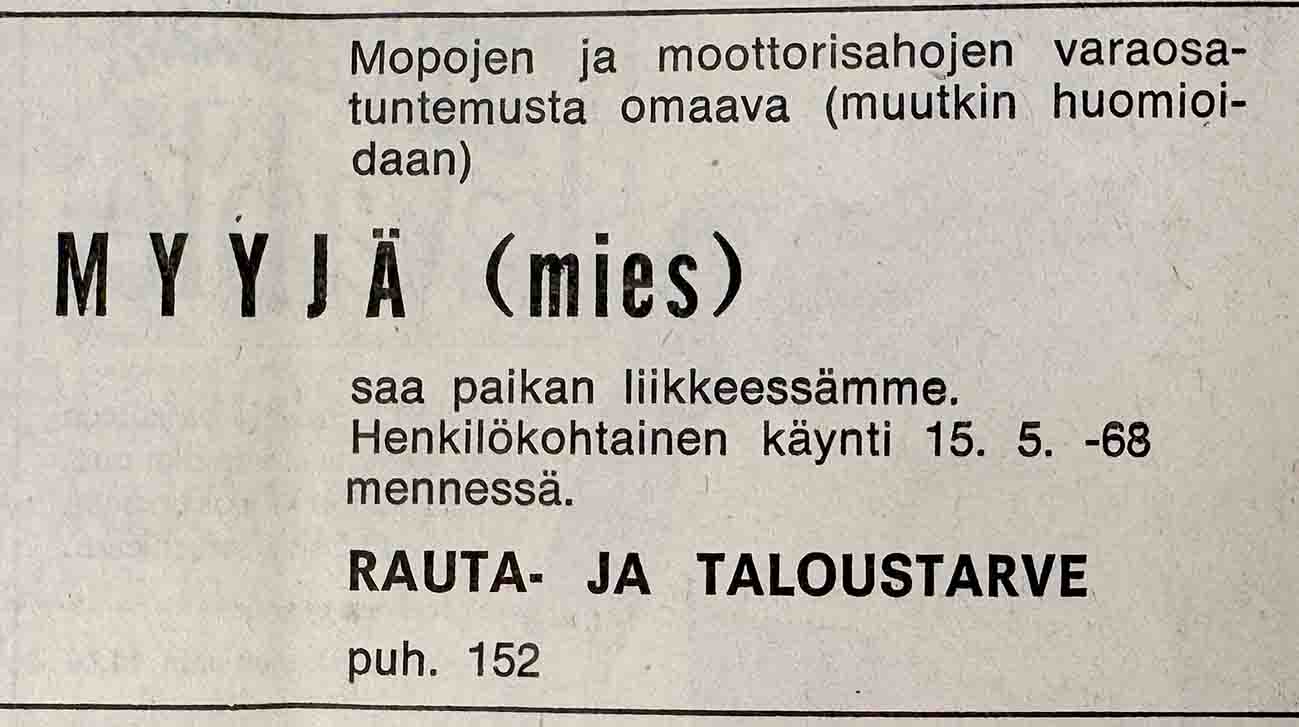 Mopojen ja moottorisahojen varaosa-
tuntemusta omaava (muutkin huomioi-
daan)
MYYJÄ (mies)
saa paikan liikkeessämme.
Henkilökohtainen käynti 15. 5. -68
mennessä.
RAUTA- JA TALOUSTARVE
puh. 152